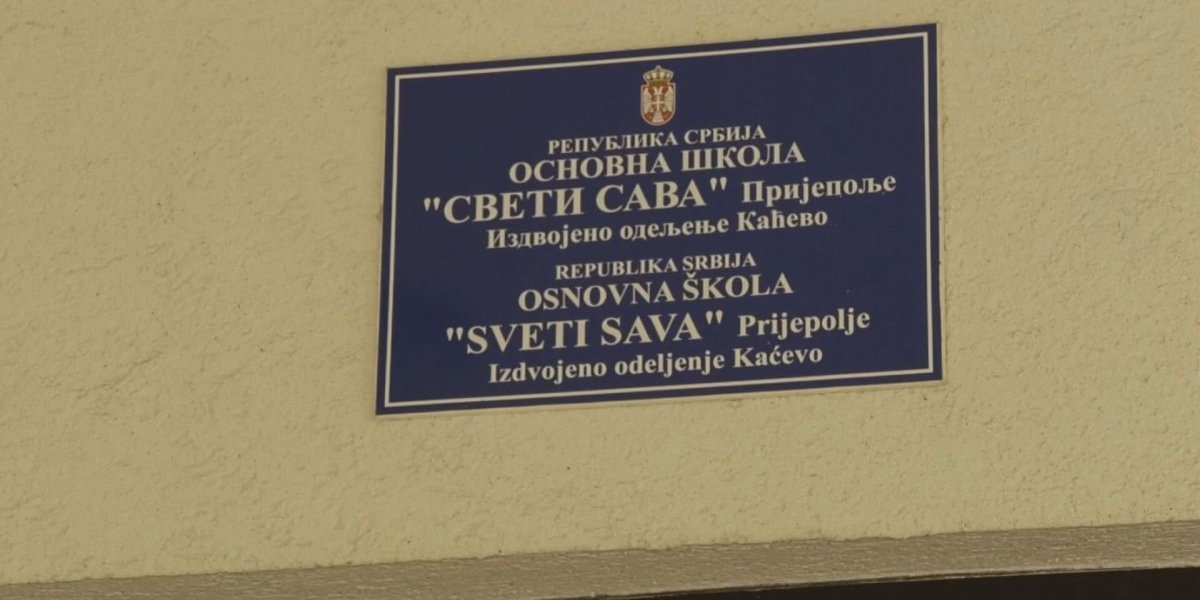 РЕПУБЛИКА СРБИЈА
ОСНОВНА ШКОЛА
"СВЕТИ САВА" Пријепоље
Издвојено одељење Каћево
REPUBLIKA SRBIJA
OSNOVNA ŠKOLA
"SVETI SAVA" Prijepolje
Izdvojeno odeljenje Kaćevo